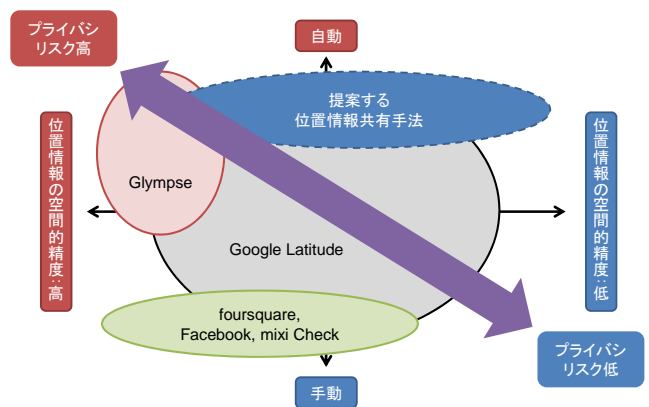 プライバシ
リスク高
自動
提案する
位置情報共有手法
位置情報の空間的精度：高
位置情報の空間的精度：低
Glympse
Google Latitude
foursquare,
Facebook, mixi Check
プライバシ
リスク低
手動